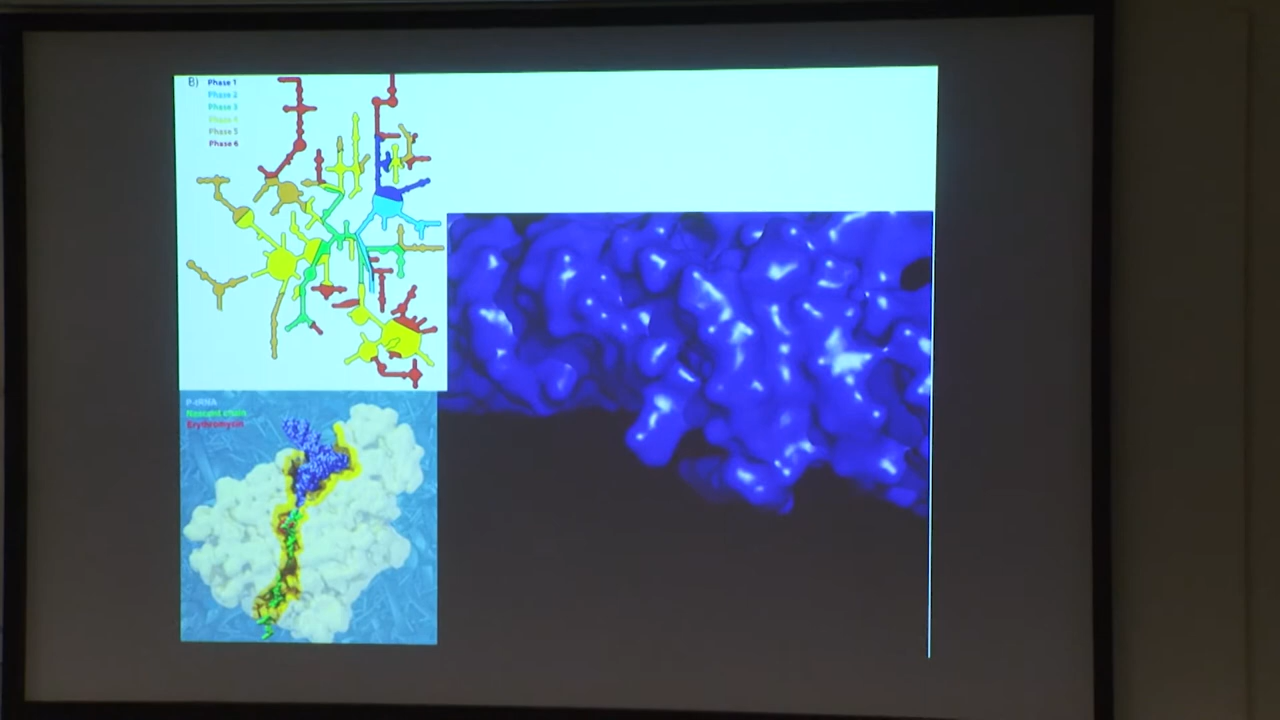 B)
Phase 1
Phase 2
Phase 3
Phase 4
Phase 5
Phase 6
P-tRNA
Nascent chain
Erythromycin